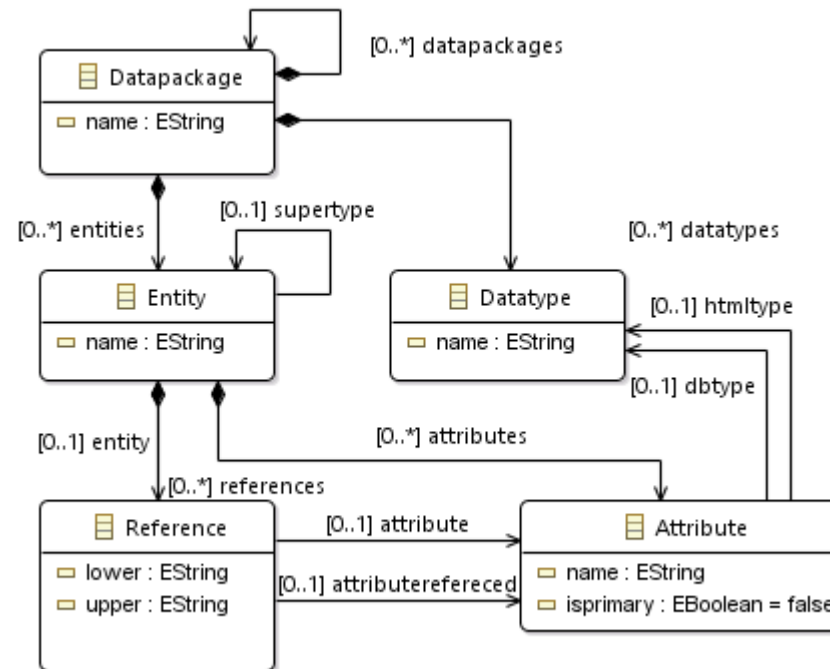 [0..*] datapackages
Datapackage
name : EString
[0..1] supertype
[0..*] entities
[0..*] datatypes
Entity
name : EString
Datatype
name : EString
[0..1] htmltype
[0..1] dbtype
[0..1] entity
[0..*] attributes
[0..*] references
Reference
lower : EString
upper : EString
[0..1] attribute
[0..1] attributerefereced
Attribute
name : EString
isprimary : EBoolean = false